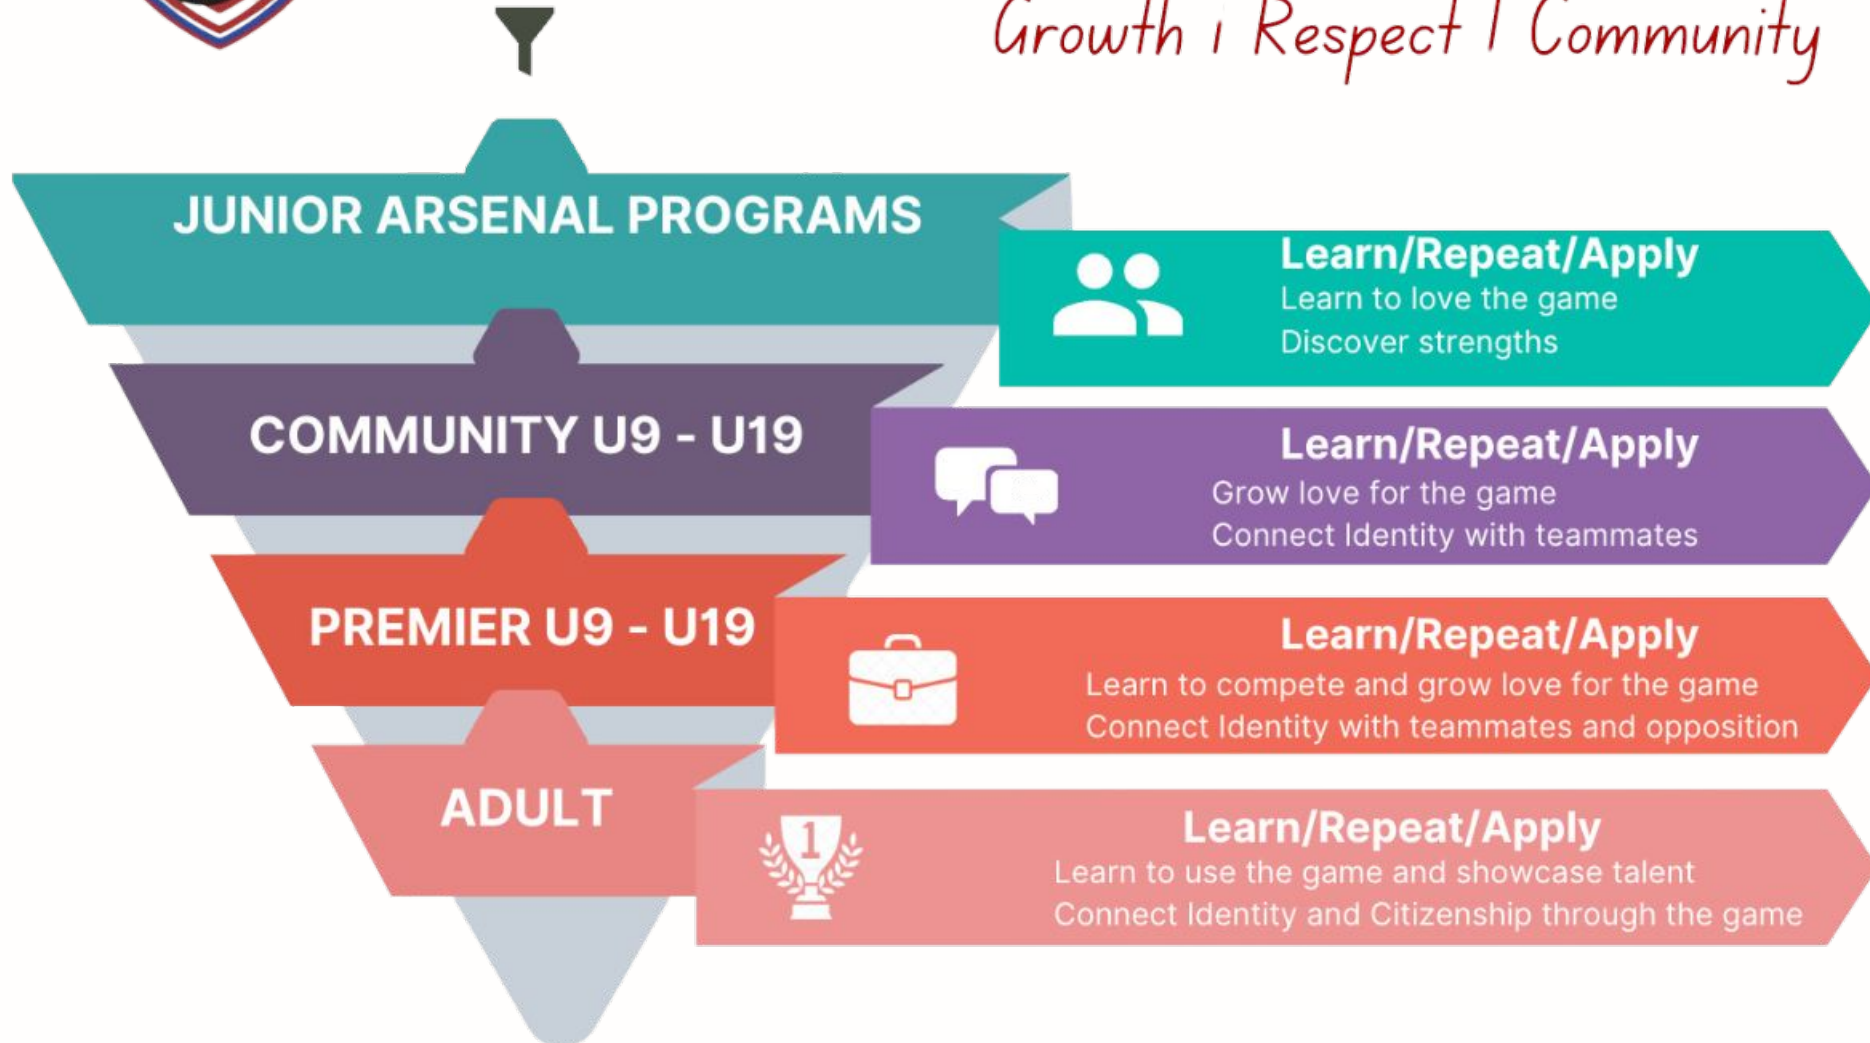 Growth | Respect | Community
JUNIOR ARSENAL PROGRAMS
Learn/Repeat/Apply
Learn to love the game
Discover strengths
COMMUNITY U9 - U19
Learn/Repeat/Apply
Grow love for the game
Connect Identity with teammates
PREMIER U9 - U19
Learn/Repeat/Apply
Learn to compete and grow love for the game
Connect Identity with teammates and opposition
ADULT
1
Learn/Repeat/Apply
Learn to use the game and showcase talent
Connect Identity and Citizenship through the game